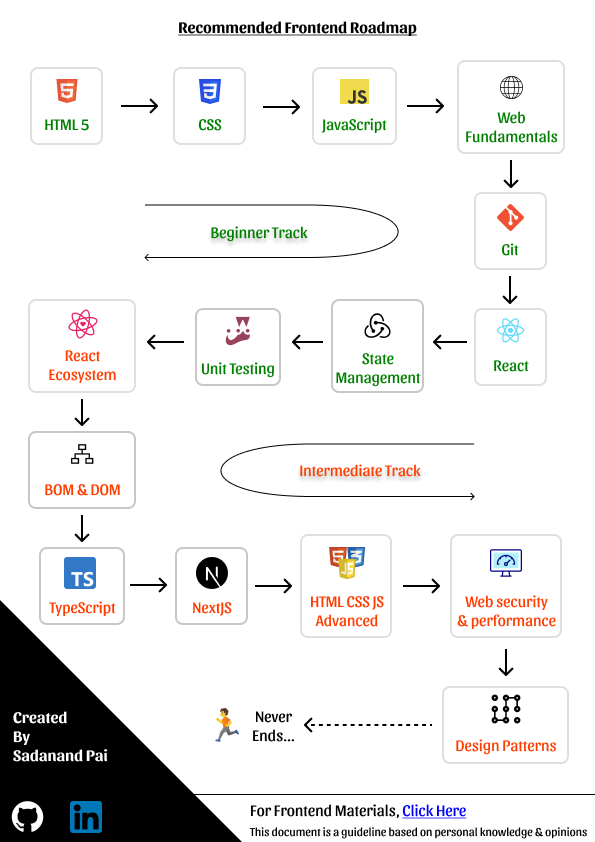 Recommended Frontend Roadmap
HTML 5
CSS
JS
JavaScript
Web
Fundamentals
Beginner Track
Git
React
Ecosystem
Unit Testing
State
Management
React
BOM & DOM
Intermediate Track
TS
TypeScript
N
NextJS
JS
HTML CSS JS
Advanced
Web security
& performance
Created
By
Sadanand Pai
Never
Ends...
Design Patterns
in
For Frontend Materials, Click Here
This document is a guideline based on personal knowledge & opinions